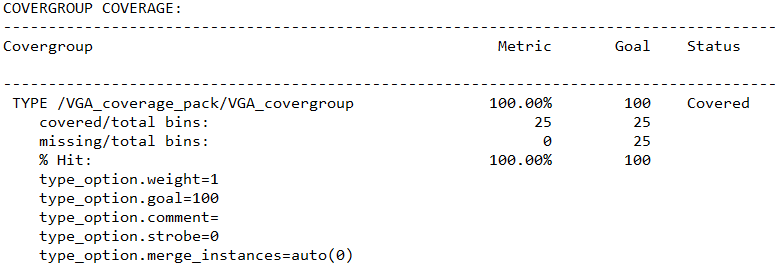 COVERGROUP COVERAGE:
----------------------------------------------------------------------------------------------------
Covergroup Metric Goal Status
----------------------------------------------------------------------------------------------------
TYPE /VGA_coverage_pack/VGA_covergroup 100.00% 100 Covered
covered/total bins: 25 25
missing/total bins: 0 25
% Hit: 100.00% 100
type_option.weight=1
type_option.goal=100
type_option.comment=
type_option.strobe=0
type_option.merge_instances=auto(0)